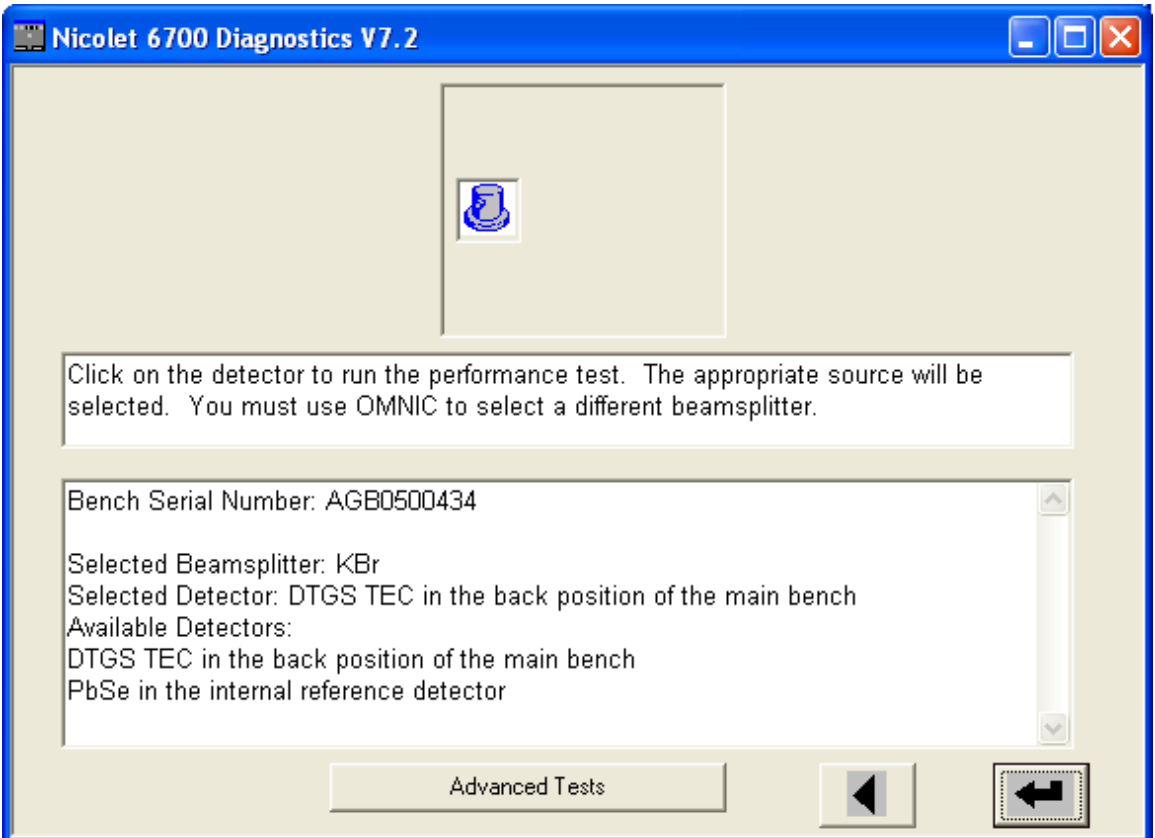 Nicolet 6700 Diagnostics V7.2
Click on the detector to run the performance test.  The appropriate source will be
selected.  You must use OMNIC to select a different beamsplitter.
Bench Serial Number: AGB0500434
Selected Beamsplitter: KBr
Selected Detector: DTGS TEC in the back position of the main bench
Available Detectors:
DTGS TEC in the back position of the main bench
PbSe in the internal reference detector
Advanced Tests